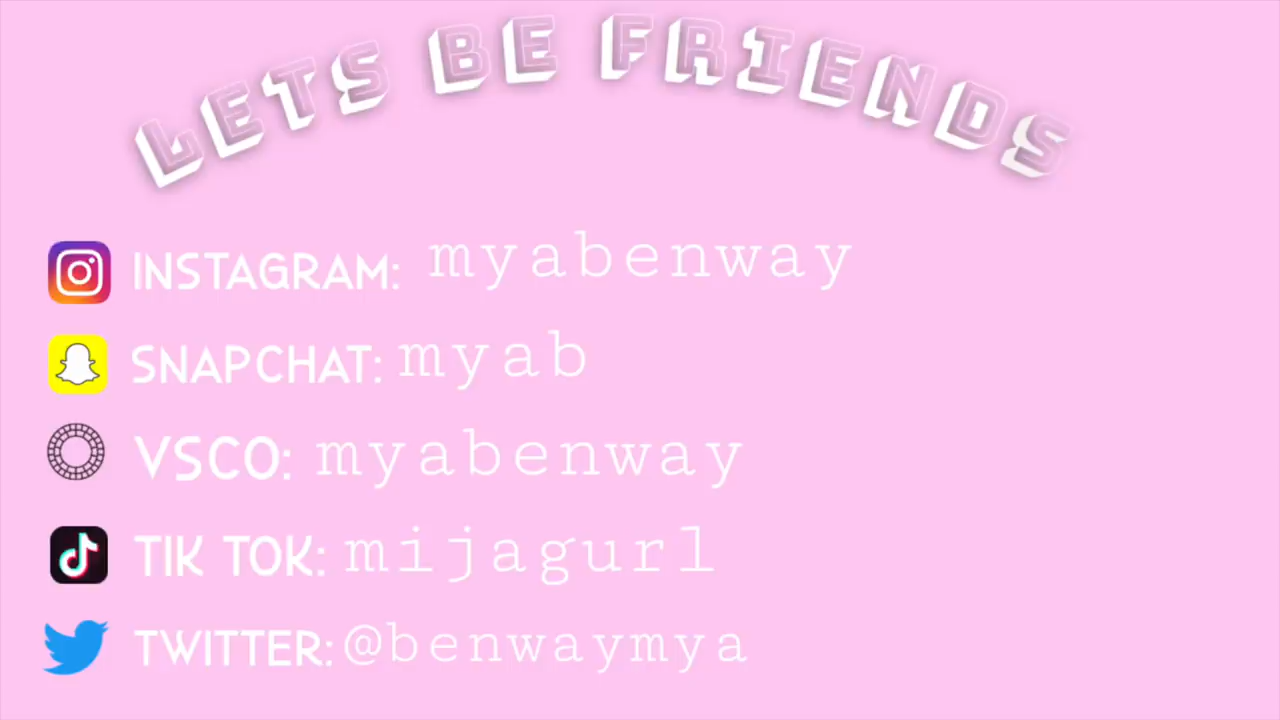 LETS BE FRIENDS
INSTAGRAM: myabenway
SNAPCHAT: myab
VSCO: myabenway
TIK TOK: mijagurl
TWITTER: @benwaymya